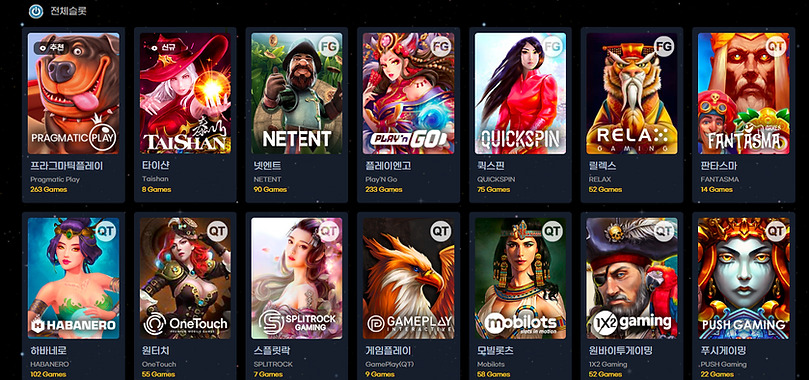 전체슬롯
추천
PRAGMATIC PLAY
프라그마틱플레이
Pragmatic Play
263 Games
신규
TAISHAN
타이산
Taishan
8 Games
FG
NETENT
넷엔트
NETENT
90 Games
FG
PLAY'N GO
플레이엔고
Play'N Go
233 Games
FG
QUICKSPIN
퀵스핀
QUICKSPIN
75 Games
FG
RELAX
GAMING
릴렉스
RELAX
52 Games
QT
FANTASMA
GAMES
판타스마
FANTASMA
14 Games
QT
HABANERO
하바네로
HABANERO
102 Games
QT
OneTouch
원터치
OneTouch
55 Games
QT
SPLITROCK
GAMING
스플릿락
SPLITROCK
7 Games
QT
GAMEPLAY
INTERACTIVE
게임플레이
GamePlay(QT)
9 Games
QT
mobilots
slots in motion
모빌롯츠
Mobilots
58 Games
QT
1X2 gaming
원바이투게이밍
1X2 Gaming
52 Games
QT
PUSH GAMING
푸시게이밍
PUSH Gaming
22 Games